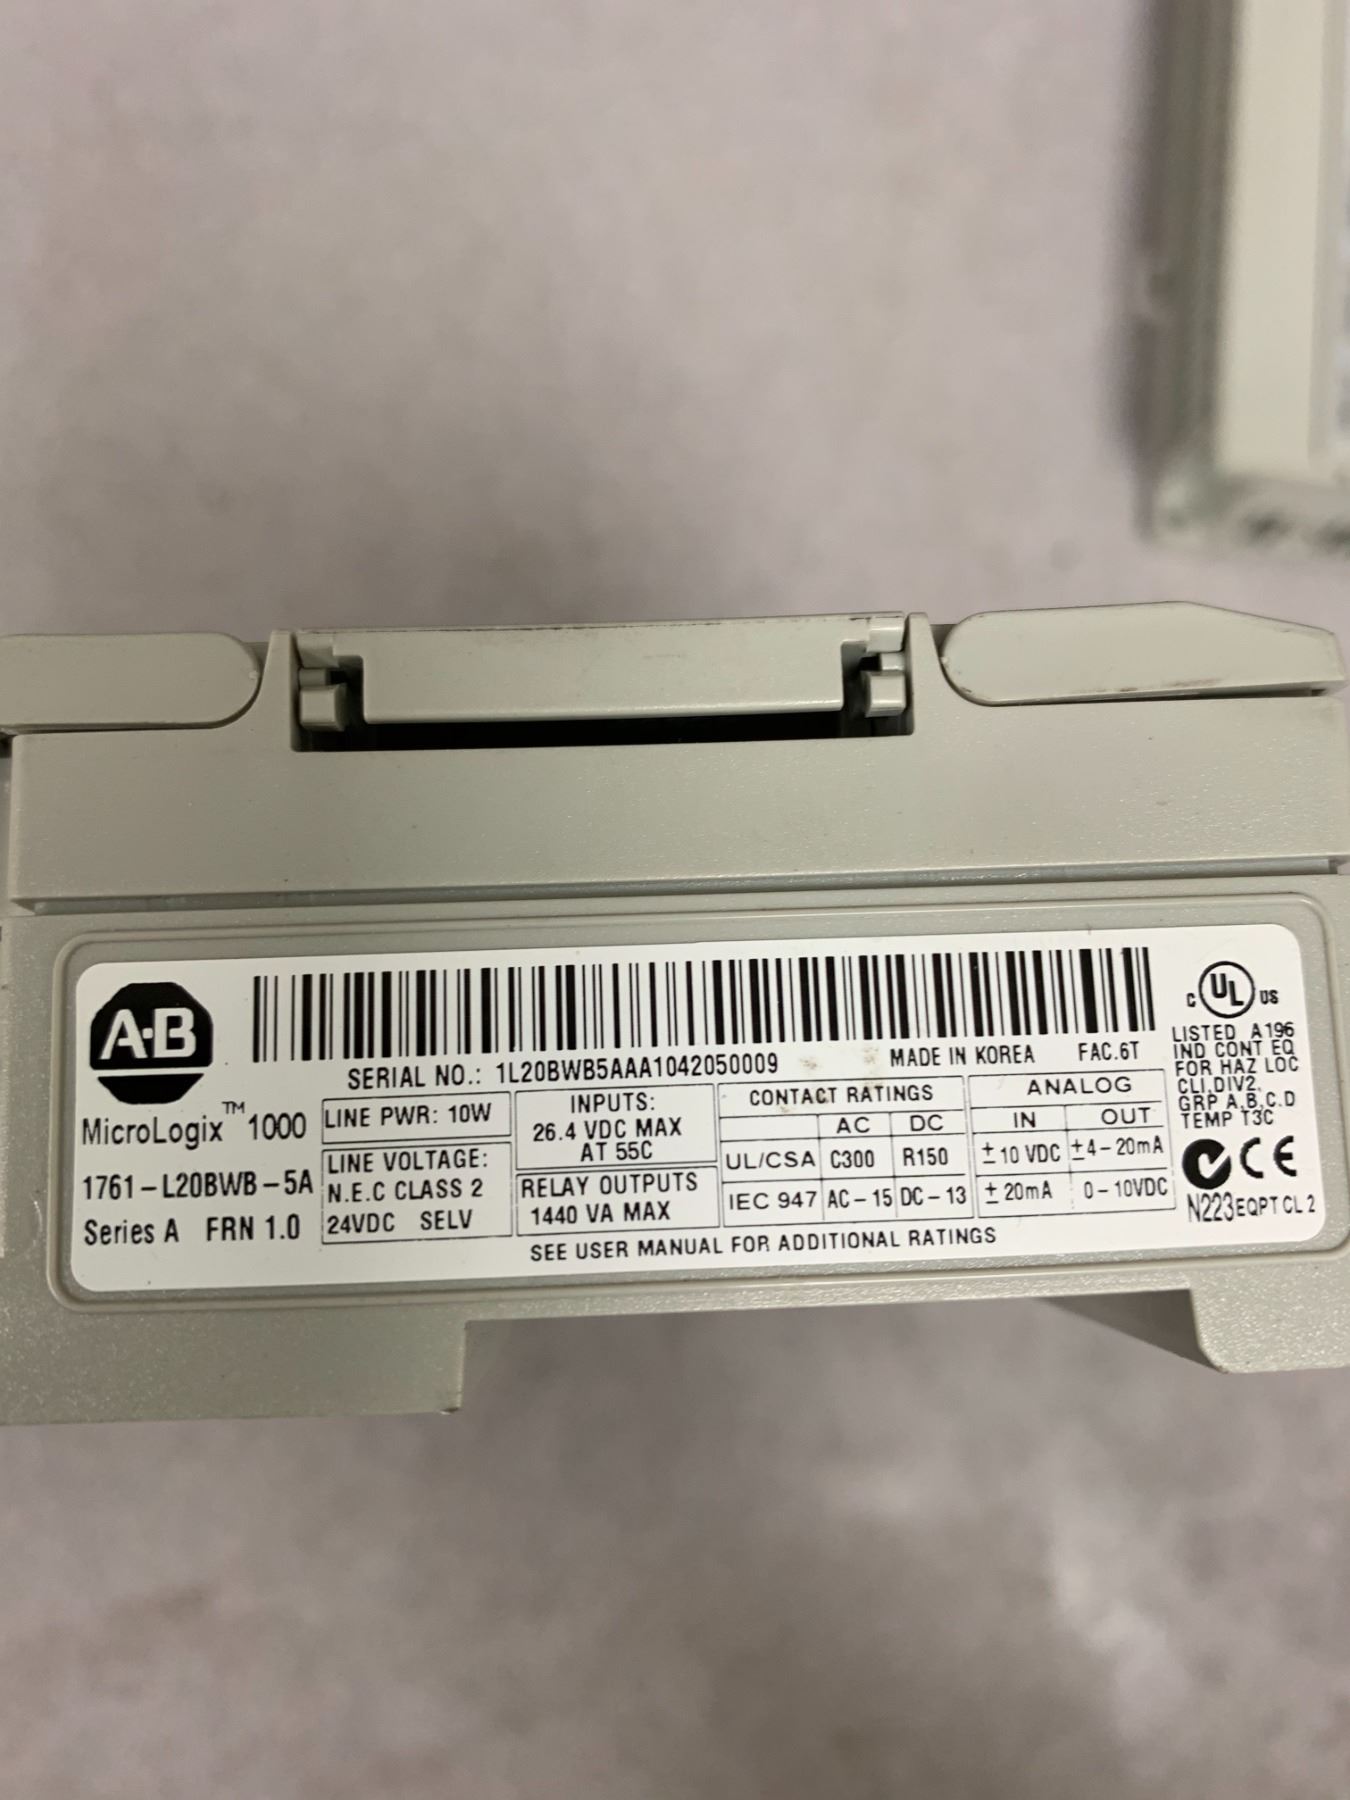 A·B
SERIAL NO.: 1L20BWB5AAA1042050009 MADE IN KOREA FAC.6T
MicroLogix™ 1000
1761-L20BWB-5A
Series A FRN 1.0
LINE PWR: 10W
LINE VOLTAGE:
N.E.C CLASS 2
24VDC SELV
INPUTS:
26.4 VDC MAX
AT 55C
RELAY OUTPUTS
1440 VA MAX
CONTACT RATINGS
AC DC
UL/CSA C300 R150
IEC 947 AC-15 DC-13
ANALOG
IN OUT
±10 VDC ±4-20mA
±20mA 0-10VDC
SEE USER MANUAL FOR ADDITIONAL RATINGS
C UL US
LISTED A196
IND CONT EQ
FOR HAZ LOC
CLI,DIV2,
GRP A,B,C,D
TEMP T3C
CE
N223 EQPT CL 2